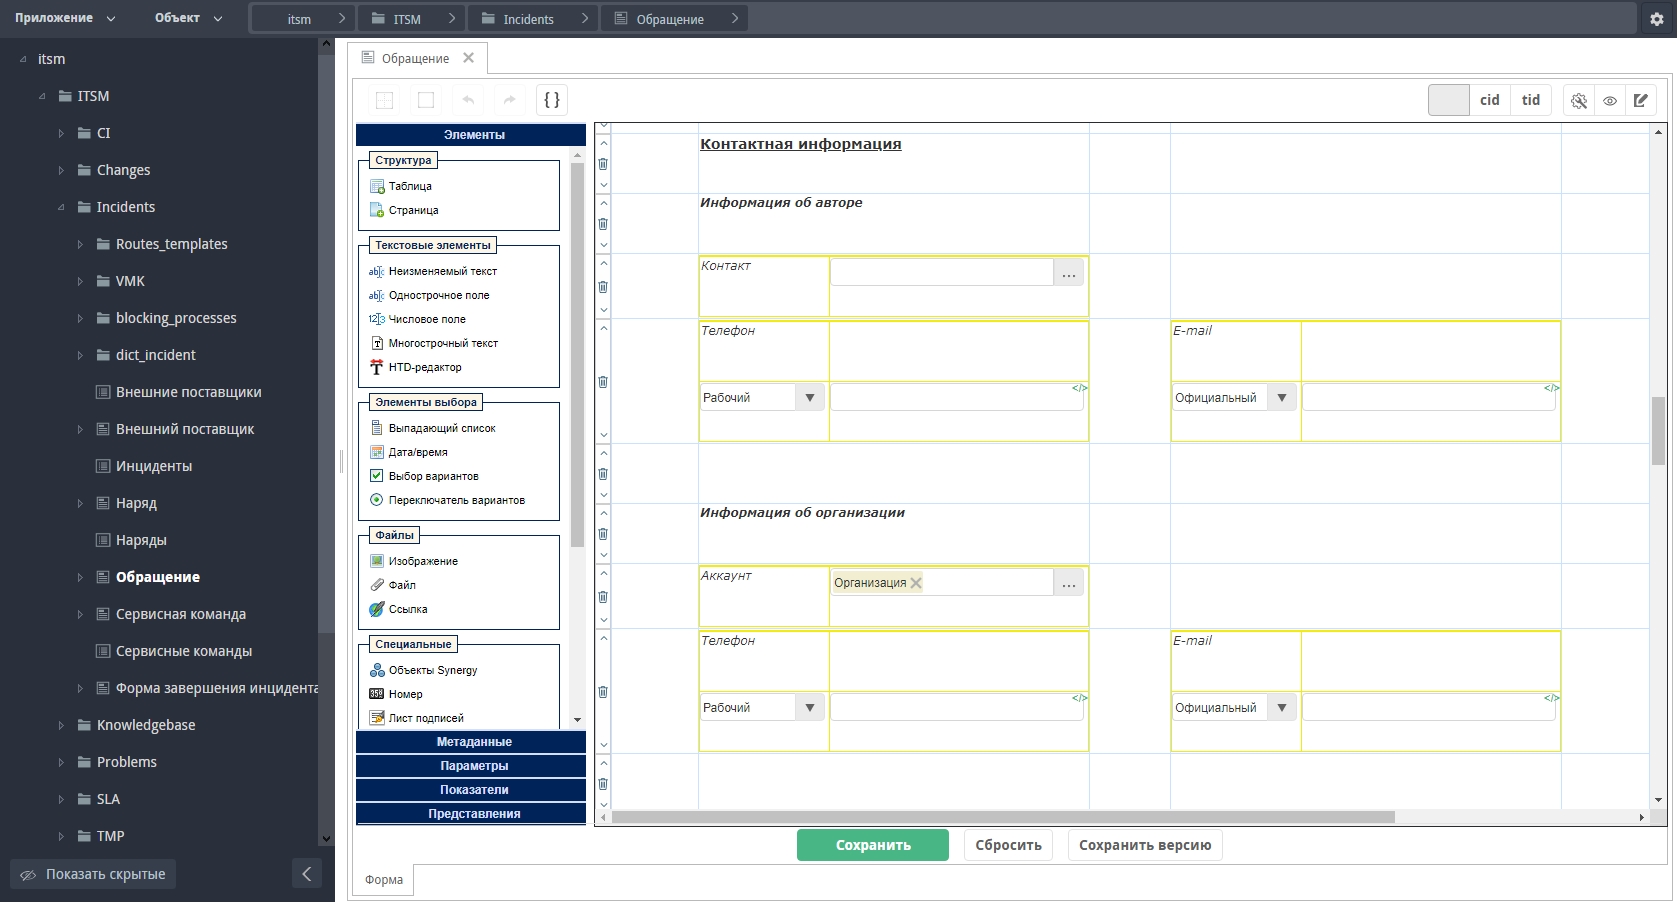 Приложение
Объект
itsm
ITSM
Incidents
Обращение
itsm
ITSM
CI
Changes
Incidents
Routes_templates
VMK
blocking_processes
dict_incident
Внешние поставщики
Внешний поставщик
Инциденты
Наряд
Наряды
Обращение
Сервисная команда
Сервисные команды
Форма завершения инцидента
Knowledgebase
Problems
SLA
TMP
Показать скрытые
Обращение
{ }
cid
tid
Элементы
Структура
Таблица
Страница
Текстовые элементы
Неизменяемый текст
Однострочное поле
Числовое поле
Многострочный текст
HTD-редактор
Элементы выбора
Выпадающий список
Дата/время
Выбор вариантов
Переключатель вариантов
Файлы
Изображение
Файл
Ссылка
Специальные
Объекты Synergy
Номер
Лист подписей
Метаданные
Параметры
Показатели
Представления
Контактная информация
Информация об авторе
Контакт
...
Телефон
E-mail
Рабочий
</>
Официальный
</>
Информация об организации
Аккаунт
Организация
...
Телефон
E-mail
Рабочий
</>
Официальный
</>
Сохранить
Сбросить
Сохранить версию
Форма